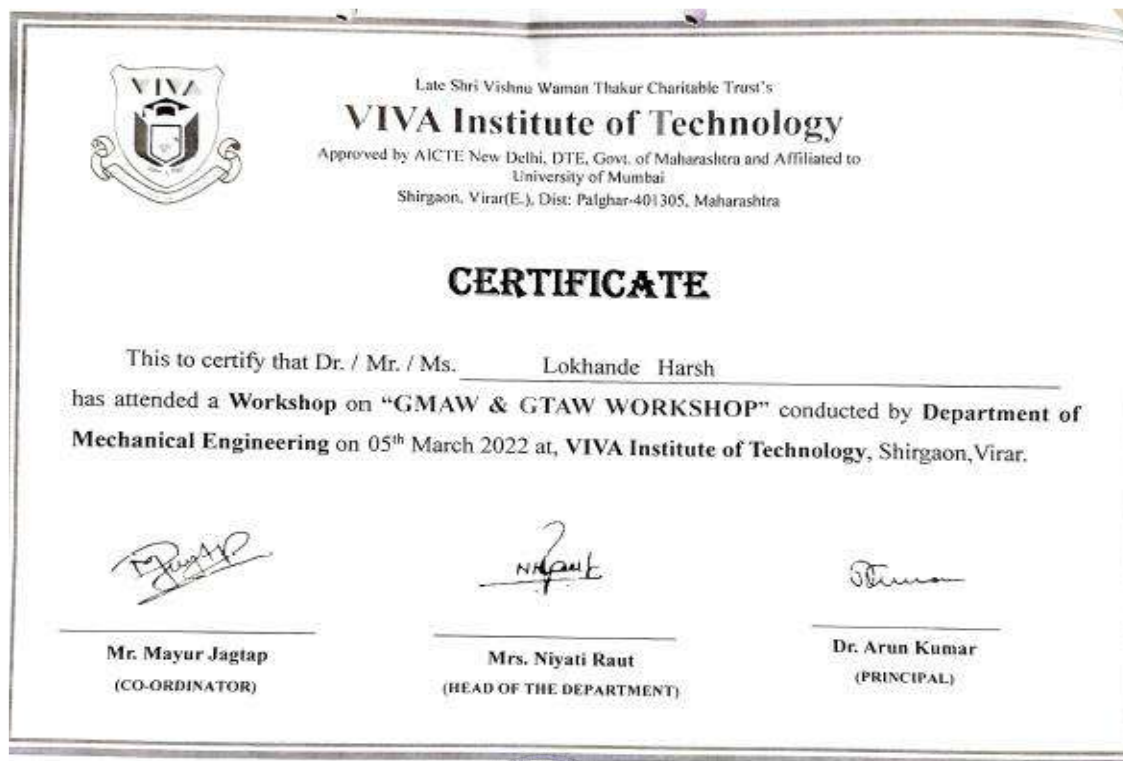 VIVA
Late Shri Vishnu Waman Thakur Charitable Trust's
VIVA Institute of Technology
Approved by AICTE New Delhi, DTE, Govt. of Maharashtra and Affiliated to
University of Mumbai
Shirgaon, Virar(E.), Dist: Palghar-401305, Maharashtra
CERTIFICATE
This to certify that Dr. / Mr. / Ms. Lokhande Harsh
has attended a Workshop on “GMAW & GTAW WORKSHOP” conducted by Department of
Mechanical Engineering on 05th March 2022 at, VIVA Institute of Technology, Shirgaon,Virar.
Mr. Mayur Jagtap
(CO-ORDINATOR)
Mrs. Niyati Raut
(HEAD OF THE DEPARTMENT)
Dr. Arun Kumar
(PRINCIPAL)